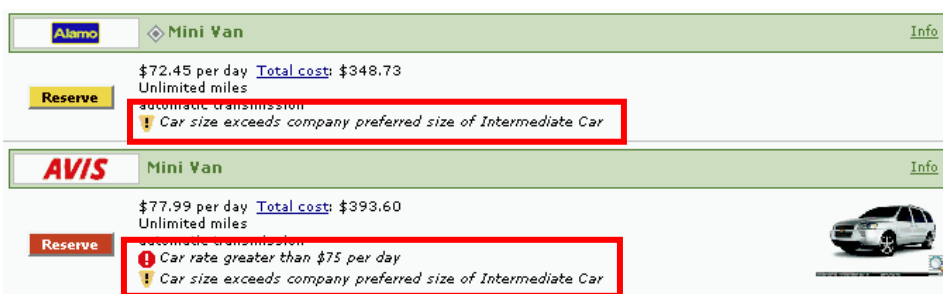 Alamo Mini Van Info
$72.45 per day Total cost: $348.73
Unlimited miles
Reserve
automatic transmission
Car size exceeds company preferred size of Intermediate Car
AVIS Mini Van Info
$77.99 per day Total cost: $393.60
Unlimited miles
Reserve
automatic transmission
Car rate greater than $75 per day
Car size exceeds company preferred size of Intermediate Car